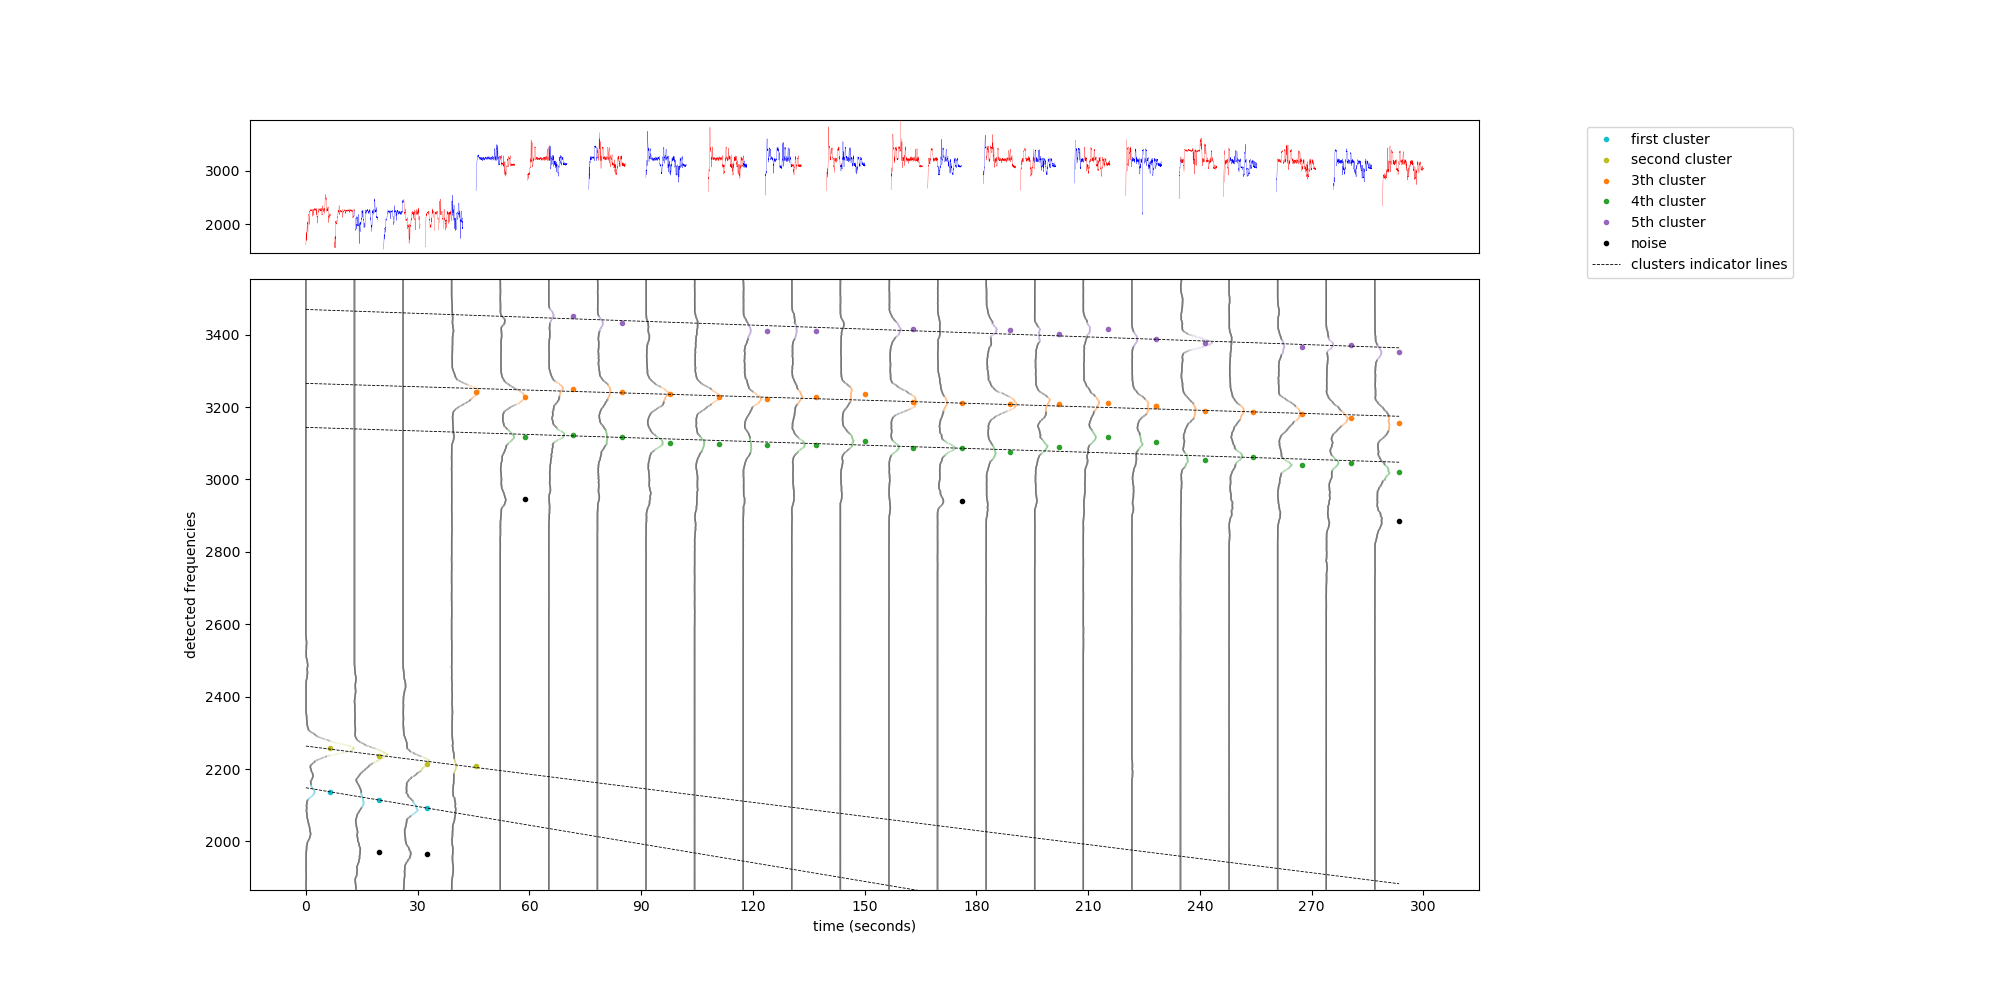 3000
2000
first cluster
second cluster
3th cluster
4th cluster
5th cluster
noise
clusters indicator lines
detected frequencies
3400
3200
3000
2800
2600
2400
2200
2000
0 30 60 90 120 150 180 210 240 270 300
time (seconds)